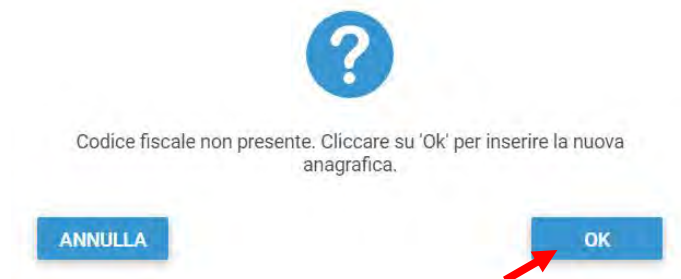 ?
Codice fiscale non presente. Cliccare su 'Ok' per inserire la nuova
anagrafica.
ANNULLA
OK